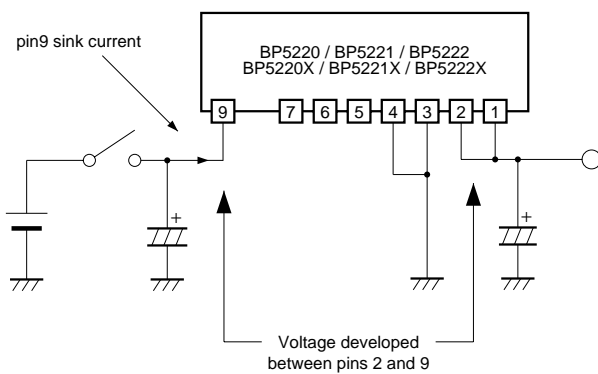 pin9 sink current
BP5220 / BP5221 / BP5222
BP5220X / BP5221X / BP5222X
9 7 6 5 4 3 2 1
+ +
Voltage developed
between pins 2 and 9